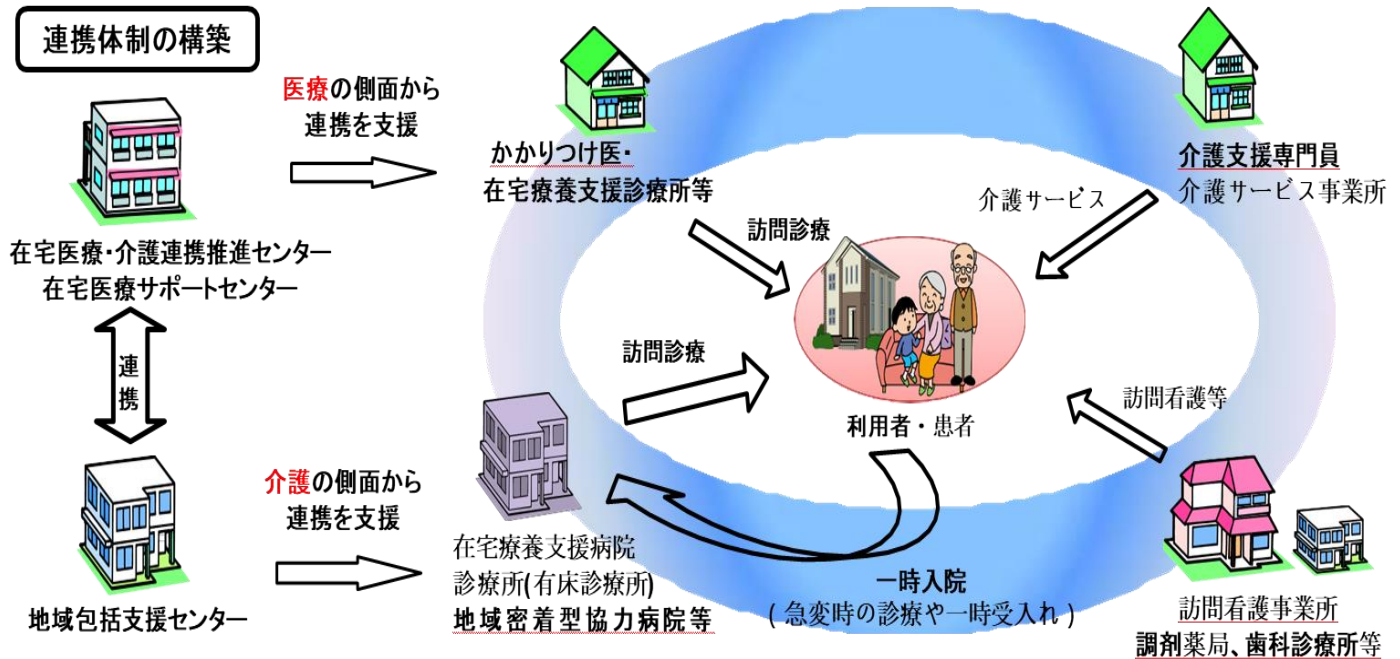 連携体制の構築
医療の側面から
連携を支援
在宅医療・介護連携推進センター
在宅医療サポートセンター
連携
地域包括支援センター
介護の側面から
連携を支援
かかりつけ医・
在宅療養支援診療所等
訪問診療
介護支援専門員
介護サービス事業所
介護サービス
訪問診療
利用者・患者
訪問看護等
在宅療養支援病院
診療所(有床診療所)
地域密着型協力病院等
一時入院
(急変時の診療や一時受入れ)
訪問看護事業所
調剤薬局、歯科診療所等